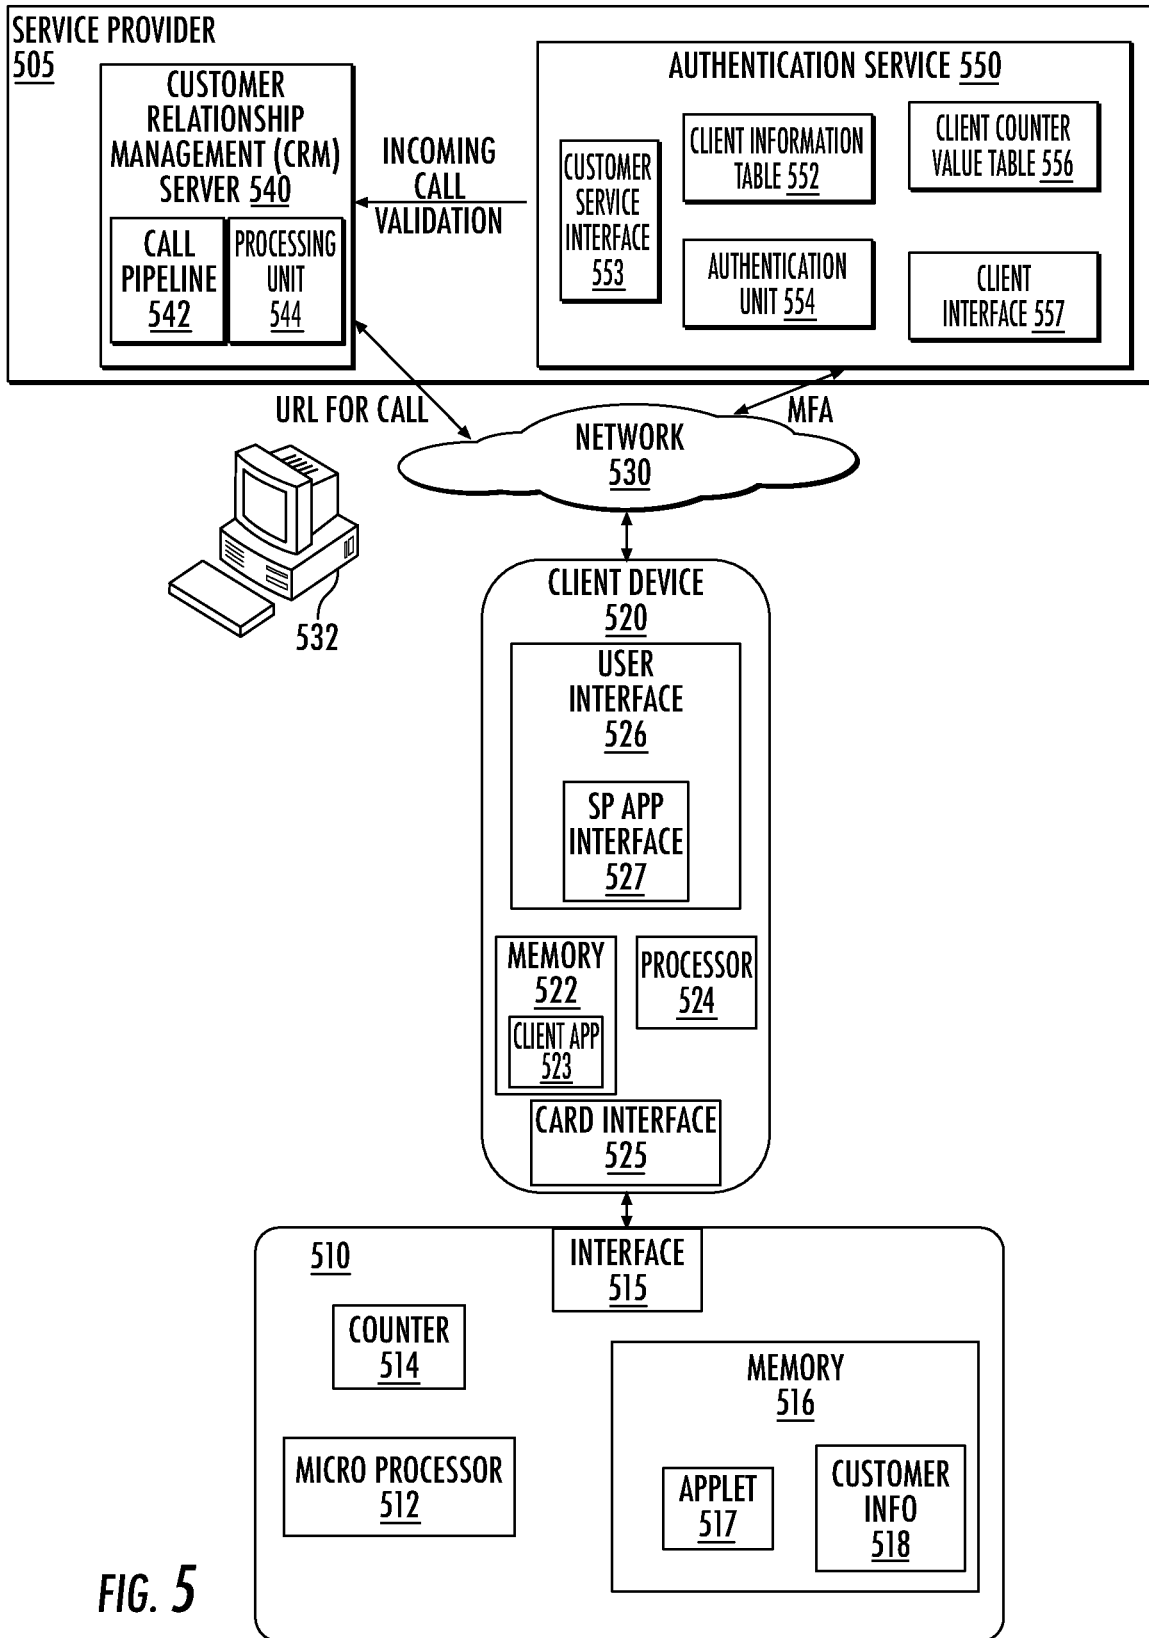 SERVICE PROVIDER
505
CUSTOMER
RELATIONSHIP
MANAGEMENT (CRM)
SERVER 540
CALL
PIPELINE
542
PROCESSING
UNIT
544
INCOMING
CALL
VALIDATION
AUTHENTICATION SERVICE 550
CUSTOMER
SERVICE
INTERFACE
553
CLIENT INFORMATION
TABLE 552
CLIENT COUNTER
VALUE TABLE 556
AUTHENTICATION
UNIT 554
CLIENT
INTERFACE 557
URL FOR CALL
MFA
NETWORK
530
532
CLIENT DEVICE
520
USER
INTERFACE
526
SP APP
INTERFACE
527
MEMORY
522
CLIENT APP
523
PROCESSOR
524
CARD INTERFACE
525
510
INTERFACE
515
COUNTER
514
MICRO PROCESSOR
512
MEMORY
516
APPLET
517
CUSTOMER
INFO
518
FIG. 5